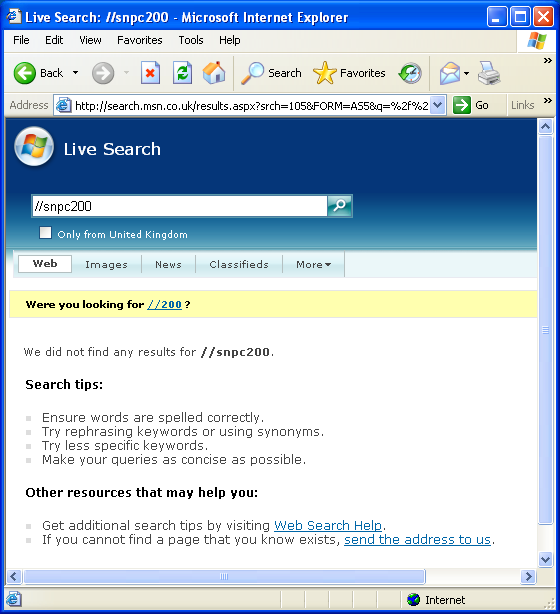 Live Search: //snpc200 - Microsoft Internet Explorer
File Edit View Favorites Tools Help
Back Search Favorites
Address http://search.msn.co.uk/results.aspx?srch=105&FORM=AS5&q=%2f%2 Go Links
Live Search
//snpc200
Only from United Kingdom
Web Images News Classifieds More
Were you looking for //200 ?
We did not find any results for //snpc200.
Search tips:
Ensure words are spelled correctly.
Try rephrasing keywords or using synonyms.
Try less specific keywords.
Make your queries as concise as possible.
Other resources that may help you:
Get additional search tips by visiting Web Search Help.
If you cannot find a page that you know exists, send the address to us.
Internet